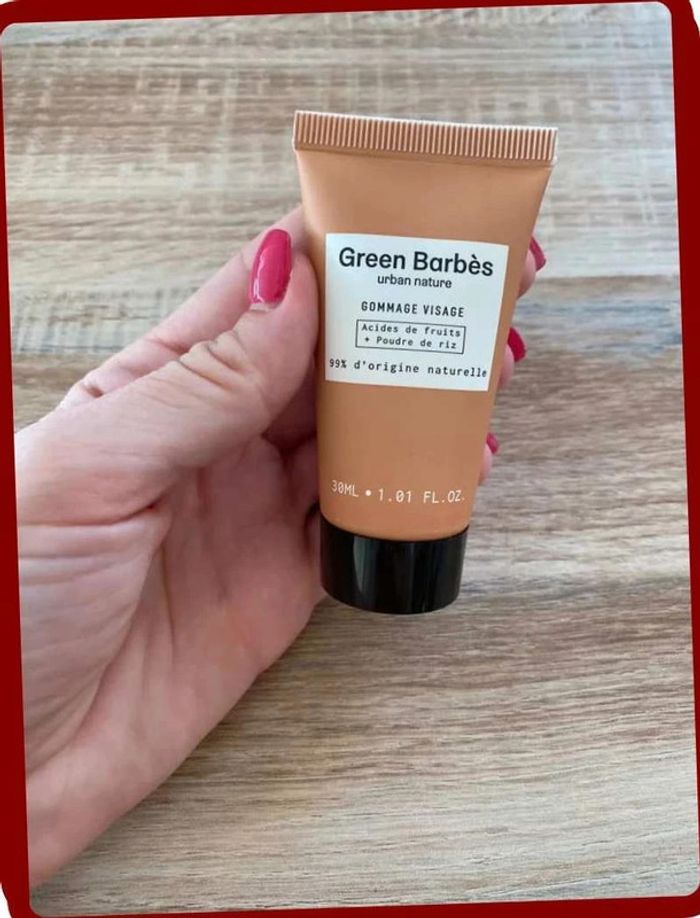 Green Barbès
urban nature
GOMMAGE VISAGE
Acides de fruits
+ Poudre de riz
99% d'origine naturelle
30ML • 1.01 FL.OZ.